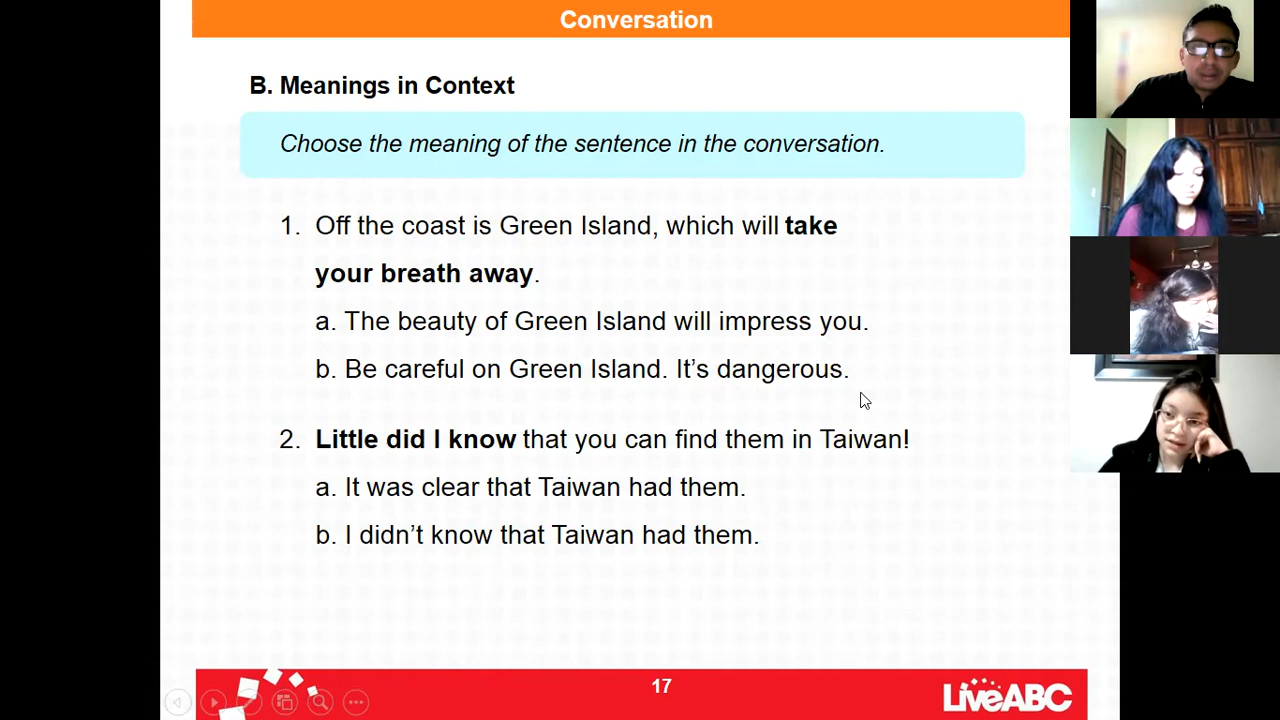 Conversation
B. Meanings in Context
Choose the meaning of the sentence in the conversation.
1. Off the coast is Green Island, which will take
your breath away.
a. The beauty of Green Island will impress you.
b. Be careful on Green Island. It’s dangerous.
2. Little did I know that you can find them in Taiwan!
a. It was clear that Taiwan had them.
b. I didn’t know that Taiwan had them.
17
LiveABC